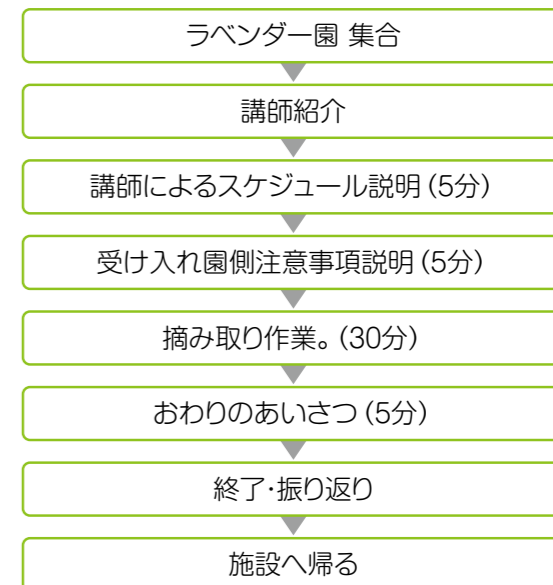 ラベンダー園 集合
講師紹介
講師によるスケジュール説明（5分）
受け入れ園側注意事項説明（5分）
摘み取り作業。（30分）
おわりのあいさつ（5分）
終了・振り返り
施設へ帰る